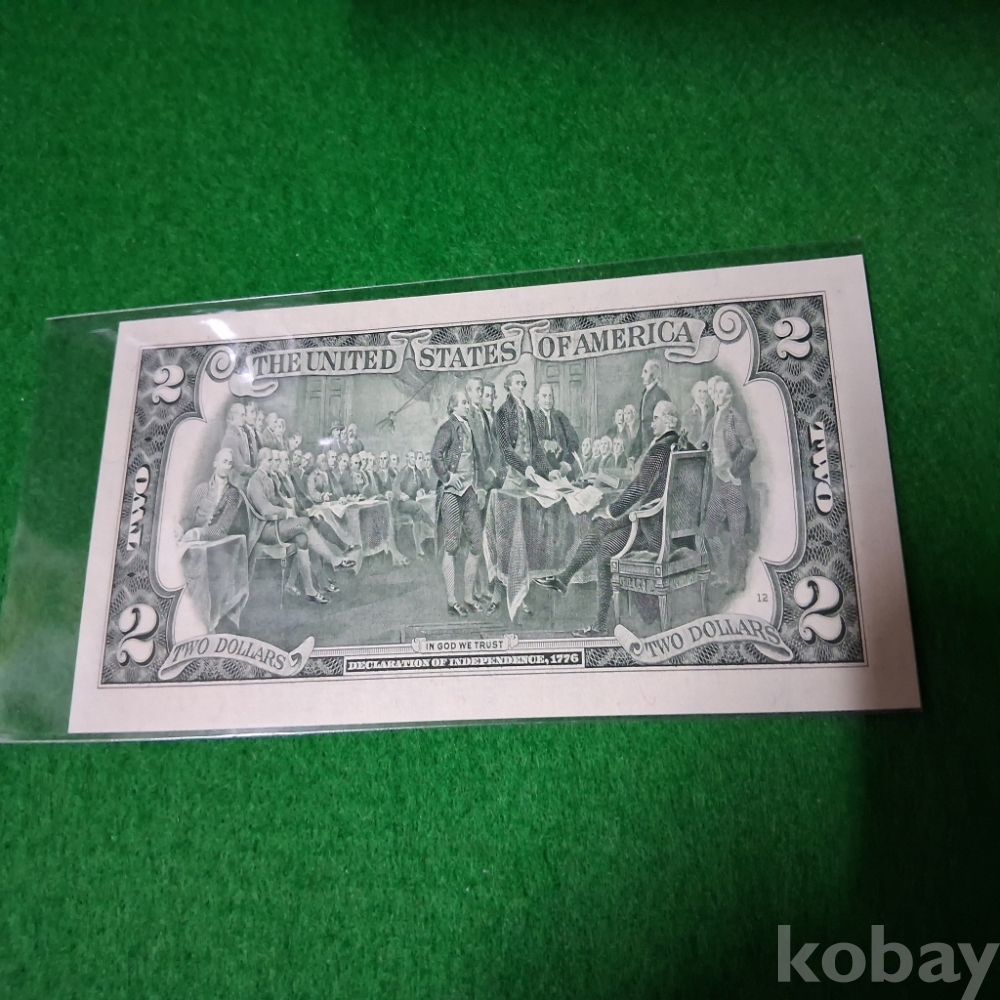 THE UNITED STATES OF AMERICA
2
2
TWO
TWO
12
2
2
TWO DOLLARS
IN GOD WE TRUST
TWO DOLLARS
DECLARATION OF INDEPENDENCE, 1776
kobay